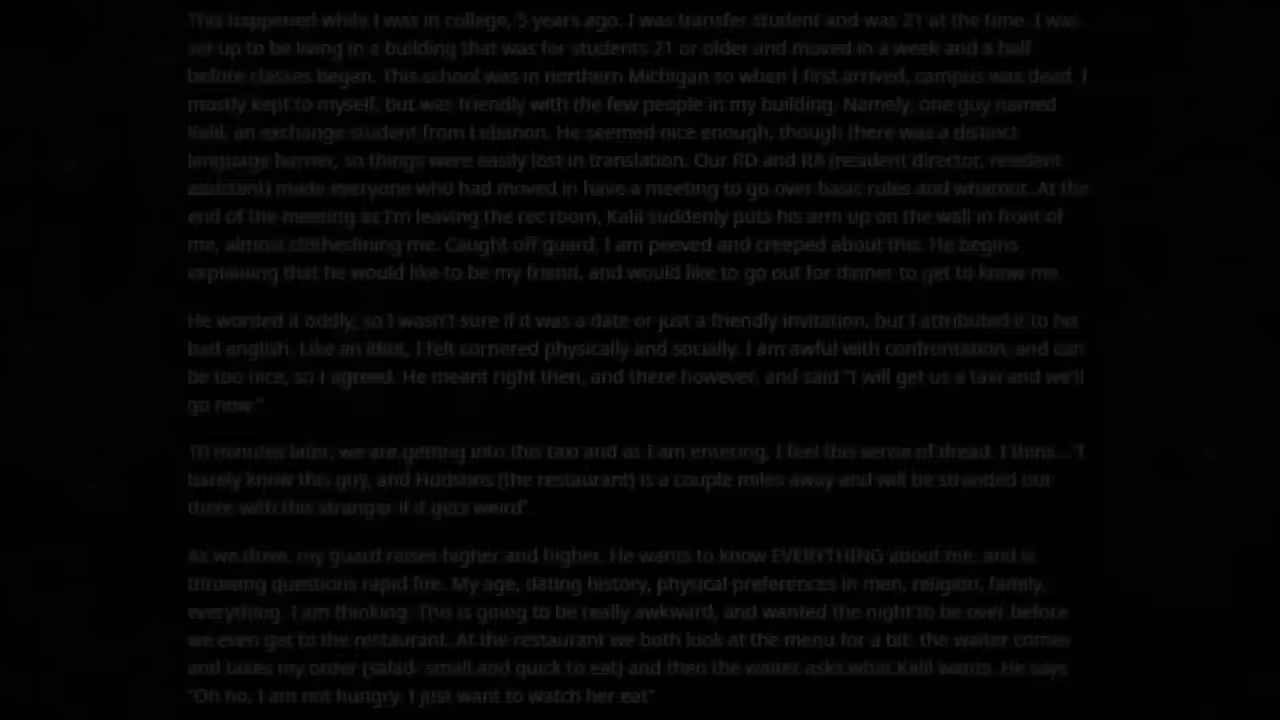 This happened while I was in college, 5 years ago. I was transfer student and was 21 at the time. I was
set up to be living in a building that was for students 21 or older and moved in a week and a half
before classes began. This school was in northern Michigan so when I first arrived, campus was dead. I
mostly kept to myself, but was friendly with the few people in my building. Namely, one guy named
Kalil, an exchange student from Lebanon. He seemed nice enough, though there was a distinct
language barrier, so things were easily lost in translation. Our RD and RA (resident director, resident
assistant) made everyone who had moved in have a meeting to go over basic rules and whatnot. At the
end of the meeting as I'm leaving the rec room, Kalil suddenly puts his arm up on the wall in front of
me, almost clotheslining me. Caught off guard, I am peeved and creeped about this. He begins
explaining that he would like to be my friend, and would like to go out for dinner to get to know me.
He worded it oddly, so I wasn't sure if it was a date or just a friendly invitation, but I attributed it to his
bad english. Like an idiot, I felt cornered physically and socially. I am awful with confrontation, and can
be too nice, so I agreed. He meant right then, and there however, and said "I will get us a taxi and we'll
go now."
10 minutes later, we are getting into this taxi and as I am entering, I feel this sense of dread. I think... "I
barely know this guy, and Hudsons (the restaurant) is a couple miles away and will be stranded out
there with this stranger if it gets weird".
As we drive, my guard raises higher and higher. He wants to know EVERYTHING about me, and is
throwing questions rapid fire. My age, dating history, physical preferences in men, religion, family,
everything. I am thinking. This is going to be really awkward, and wanted the night to be over before
we even get to the restaurant. At the restaurant we both look at the menu for a bit- the waiter comes
and takes my order (salad- small and quick to eat) and then the waiter asks what Kalil wants. He says
"Oh no, I am not hungry. I just want to watch her eat"